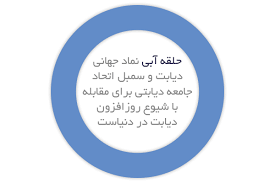 حلقه آبی نماد جهانی
دیابت و سمبل اتحاد
جامعه دیابتی برای مقابله
با شیوع روزافزون
دیابت در دنیاست